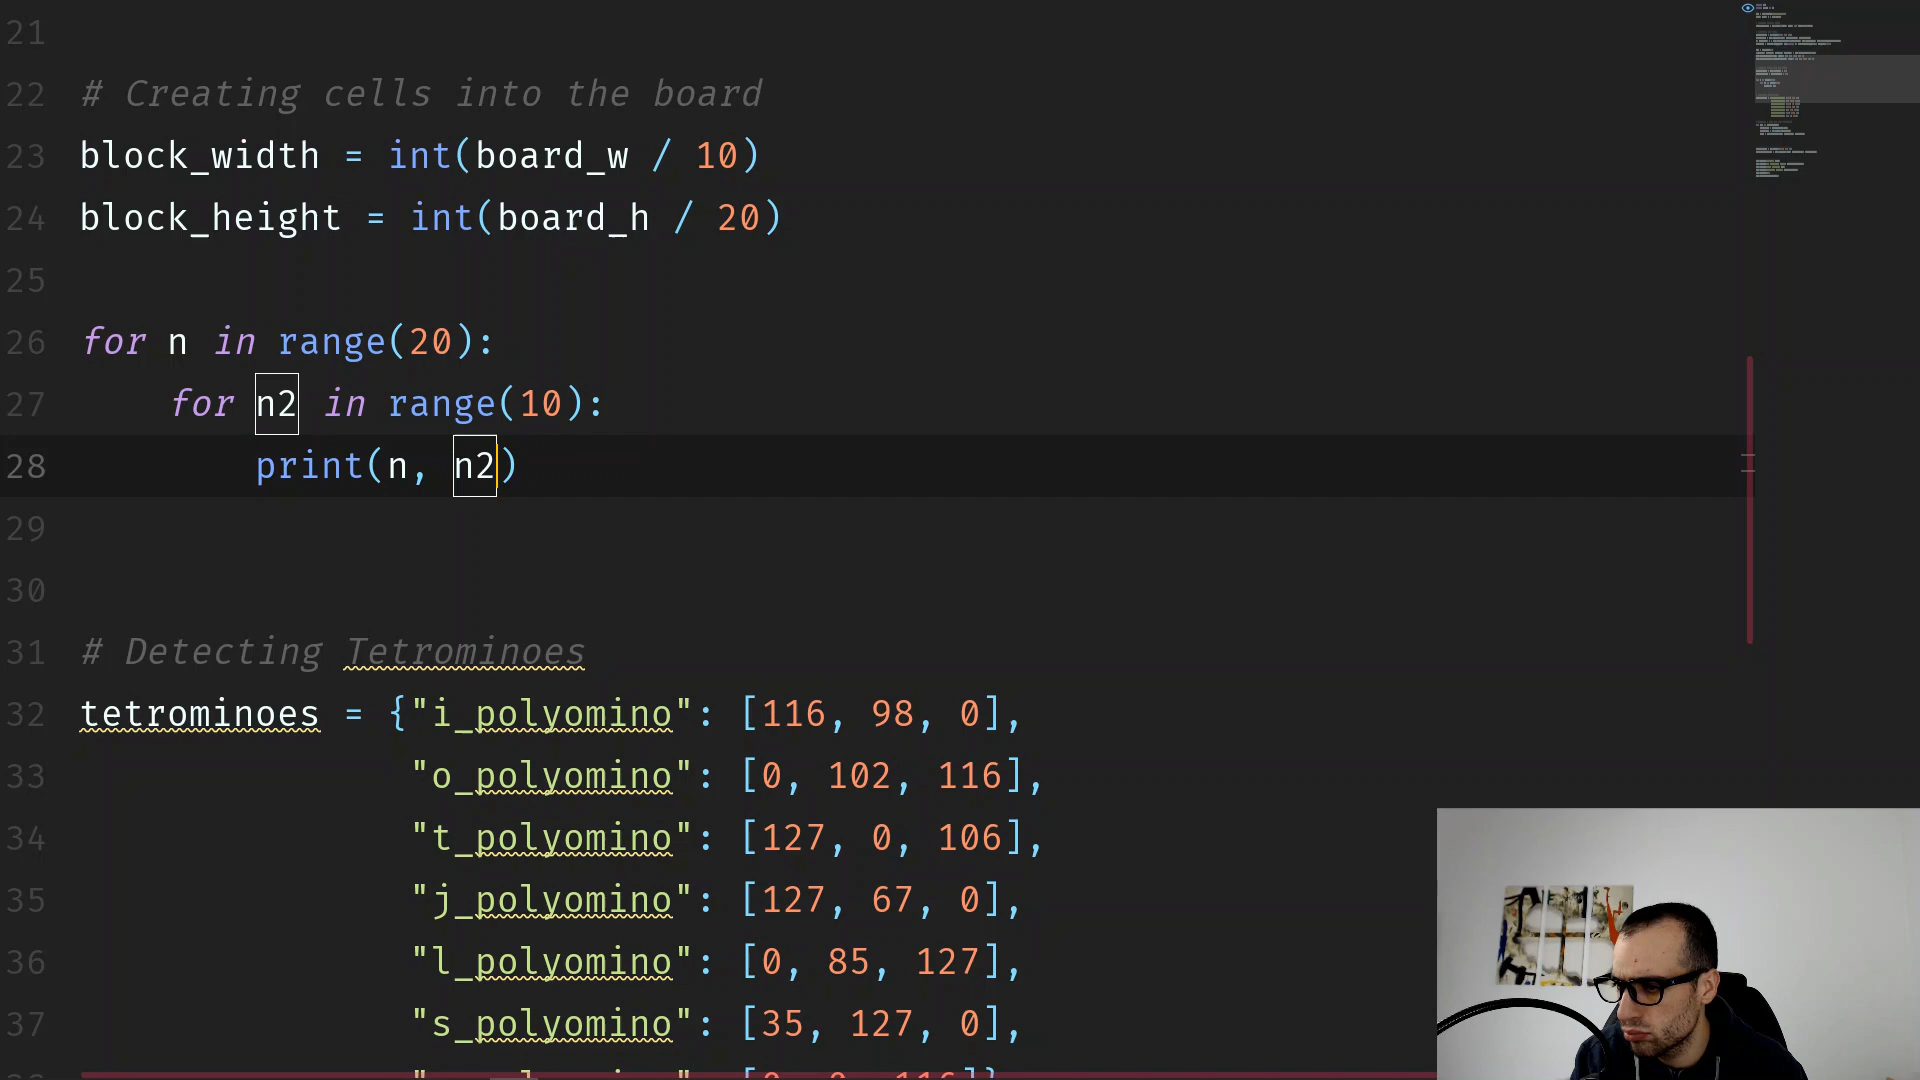 21
22 # Creating cells into the board
23 block_width = int(board_w / 10)
24 block_height = int(board_h / 20)
25
26 for n in range(20):
27 for n2 in range(10):
28 print(n, n2)
29
30
31 # Detecting Tetrominoes
32 tetrominoes = {"i_polyomino": [116, 98, 0],
33 "o_polyomino": [0, 102, 116],
34 "t_polyomino": [127, 0, 106],
35 "j_polyomino": [127, 67, 0],
36 "l_polyomino": [0, 85, 127],
37 "s_polyomino": [35, 127, 0],